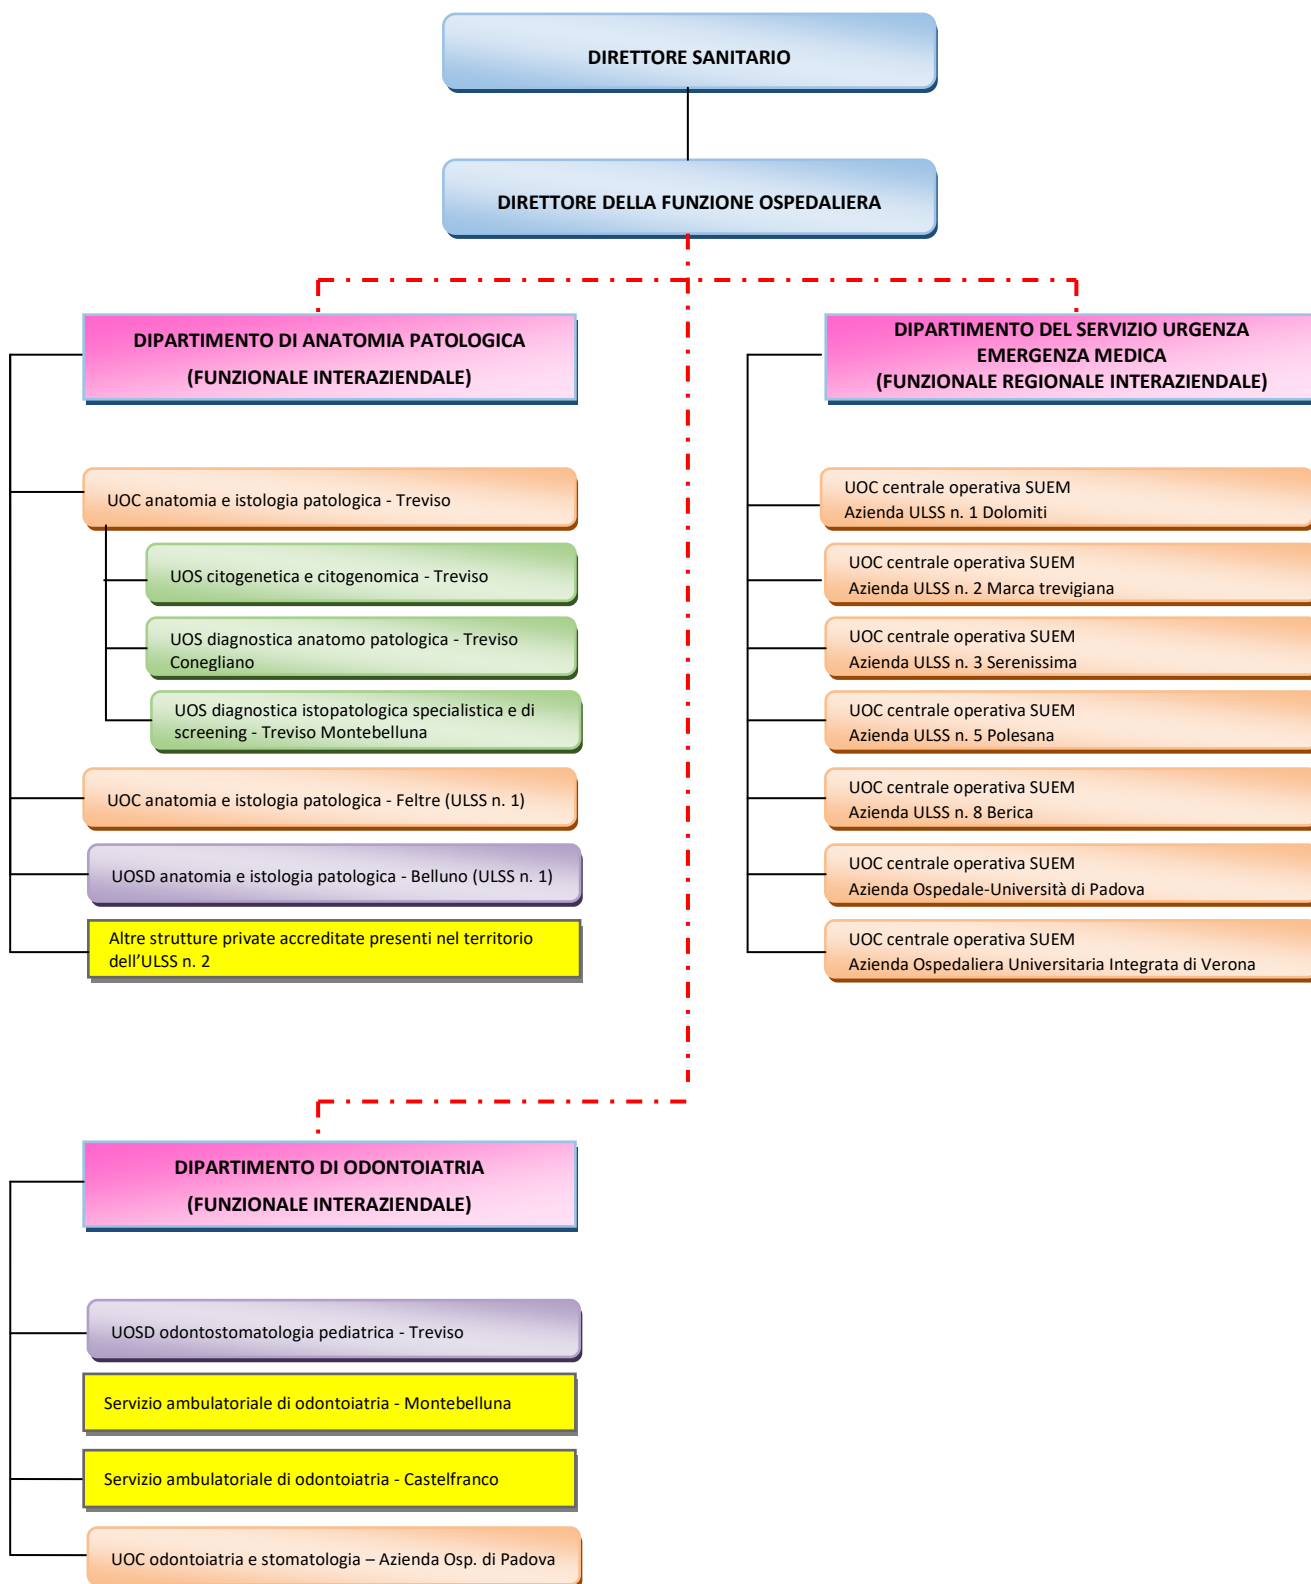 DIRETTORE SANITARIO
DIRETTORE DELLA FUNZIONE OSPEDALIERA
DIPARTIMENTO DI ANATOMIA PATOLOGICA
(FUNZIONALE INTERAZIENDALE)
UOC anatomia e istologia patologica - Treviso
UOS citogenetica e citogenomica - Treviso
UOS diagnostica anatomo patologica - Treviso
Conegliano
UOS diagnostica istopatologica specialistica e di
screening - Treviso Montebelluna
UOC anatomia e istologia patologica - Feltre (ULSS n. 1)
UOSD anatomia e istologia patologica - Belluno (ULSS n. 1)
Altre strutture private accreditate presenti nel territorio
dell’ULSS n. 2
DIPARTIMENTO DEL SERVIZIO URGENZA
EMERGENZA MEDICA
(FUNZIONALE REGIONALE INTERAZIENDALE)
UOC centrale operativa SUEM
Azienda ULSS n. 1 Dolomiti
UOC centrale operativa SUEM
Azienda ULSS n. 2 Marca trevigiana
UOC centrale operativa SUEM
Azienda ULSS n. 3 Serenissima
UOC centrale operativa SUEM
Azienda ULSS n. 5 Polesana
UOC centrale operativa SUEM
Azienda ULSS n. 8 Berica
UOC centrale operativa SUEM
Azienda Ospedale-Università di Padova
UOC centrale operativa SUEM
Azienda Ospedaliera Universitaria Integrata di Verona
DIPARTIMENTO DI ODONTOIATRIA
(FUNZIONALE INTERAZIENDALE)
UOSD odontostomatologia pediatrica - Treviso
Servizio ambulatoriale di odontoiatria - Montebelluna
Servizio ambulatoriale di odontoiatria - Castelfranco
UOC odontoiatria e stomatologia – Azienda Osp. di Padova